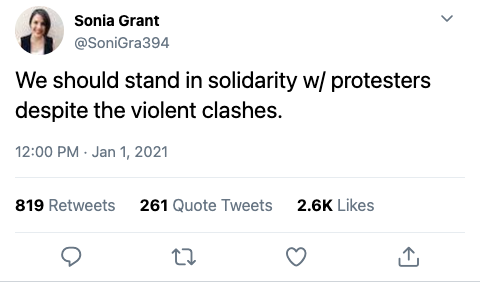 Sonia Grant
@SoniGra394
We should stand in solidarity w/ protesters
despite the violent clashes.
12:00 PM · Jan 1, 2021
819 Retweets 261 Quote Tweets 2.6K Likes